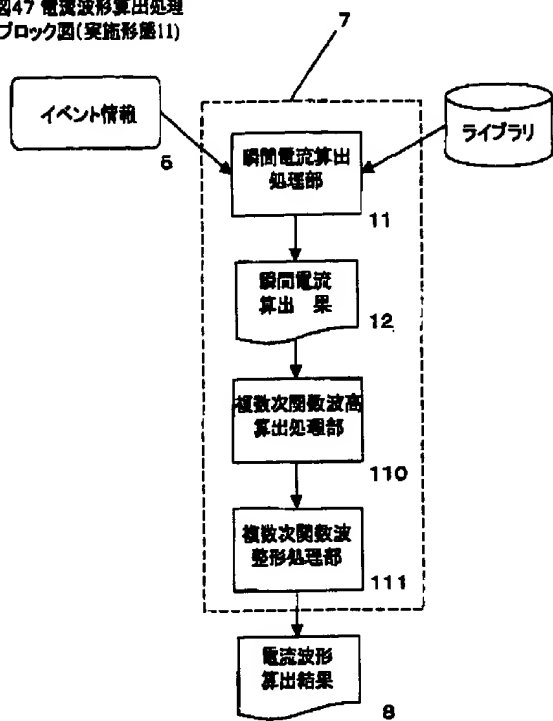 図47 電流波形算出処理
ブロック図(実施形態11)
7
イベント情報
ライブラリ
5
瞬間電流算出
処理部
11
瞬間電流
算出 果
12
複数次関数波高
算出処理部
110
複数次関数波
整形処理部
111
電流波形
算出結果
8